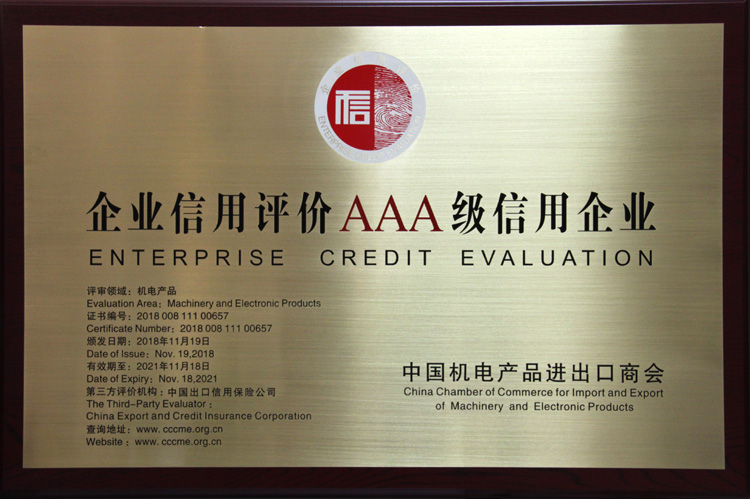 信
企业信用评价AAA级信用企业
ENTERPRISE CREDIT EVALUATION
评审领域：机电产品
Evaluation Area：Machinery and Electronic Products
证书编号：2018 008 111 00657
Certificate Number：2018 008 111 00657
颁发日期：2018年11月19日
Date of Issue：Nov. 19,2018
有效期至：2021年11月18日
Date of Expiry：Nov. 18,2021
第三方评价机构：中国出口信用保险公司
The Third-Party Evaluator：
China Export and Credit Insurance Corporation
查询地址：www. cccme.org.cn
Website：www. cccme.org.cn
中国机电产品进出口商会
China Chamber of Commerce for Import and Export
of Machinery and Electronic Products